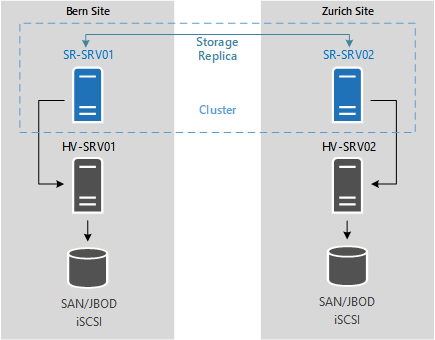 Bern Site
Zurich Site
SR-SRV01
Storage
Replica
SR-SRV02
Cluster
HV-SRV01
HV-SRV02
SAN/JBOD
iSCSI
SAN/JBOD
iSCSI